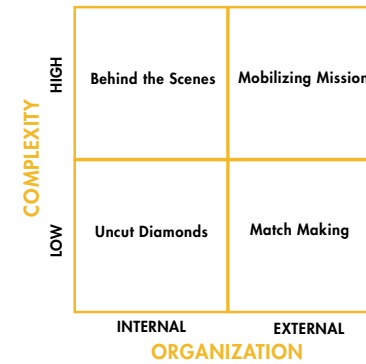 COMPLEXITY
HIGH
Behind the Scenes
Mobilizing Mission
LOW
Uncut Diamonds
Match Making
INTERNAL
EXTERNAL
ORGANIZATION